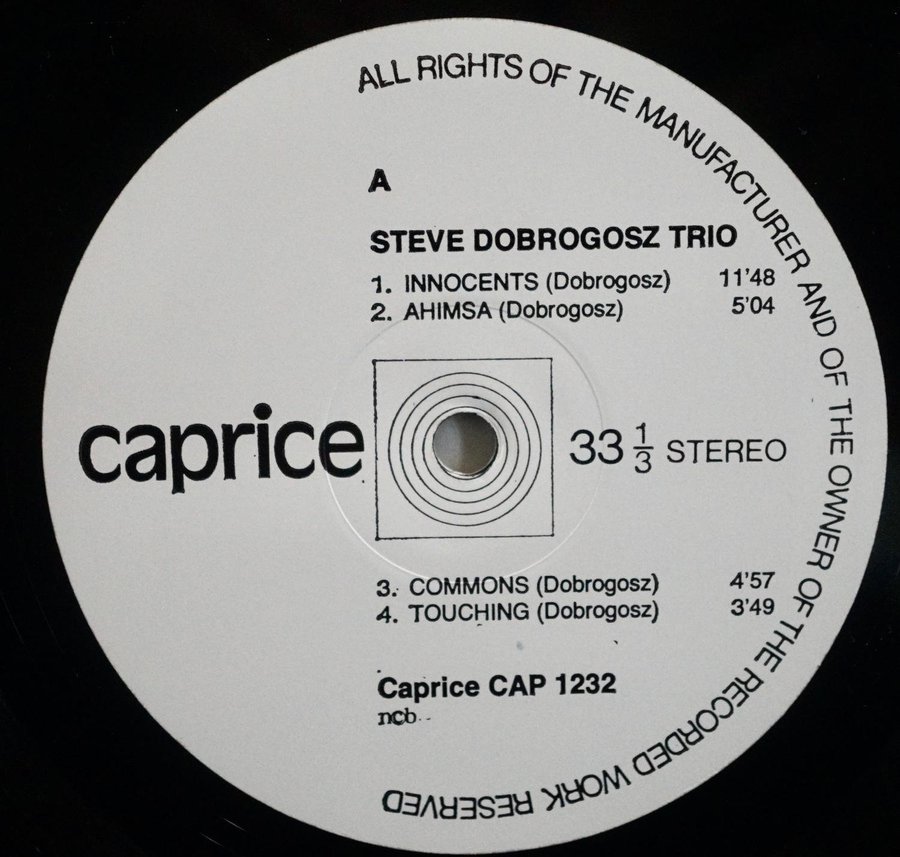 ALL RIGHTS OF THE MANUFACTURER AND OF THE OWNER OF THE RECORDED WORK RESERVED
A
STEVE DOBROGOSZ TRIO
1. INNOCENTS (Dobrogosz) 11'48
2. AHIMSA (Dobrogosz) 5'04
caprice 33 1/3 STEREO
3. COMMONS (Dobrogosz) 4'57
4. TOUCHING (Dobrogosz) 3'49
Caprice CAP 1232
ncb